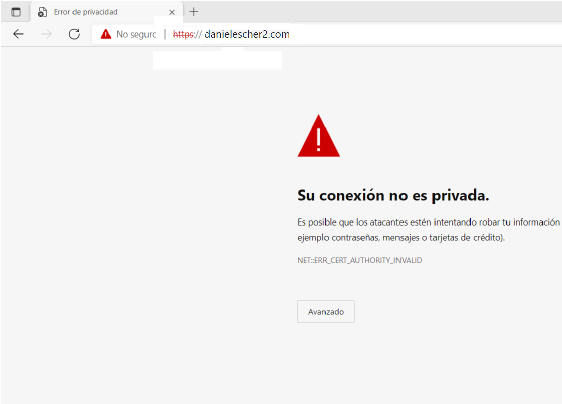 Error de privacidad
No seguro | https:// danielescher2.com
Su conexión no es privada.
Es posible que los atacantes estén intentando robar tu información
ejemplo contraseñas, mensajes o tarjetas de crédito).
NET::ERR_CERT_AUTHORITY_INVALID
Avanzado